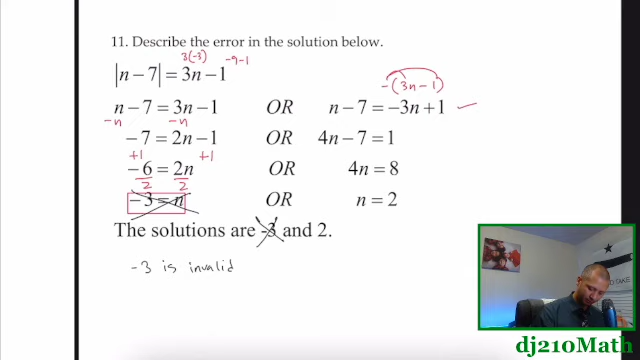 11. Describe the error in the solution below.
3(-3) -9-1
|n − 7| = 3n − 1
-(3n-1)
n − 7 = 3n − 1 OR n − 7 = −3n + 1
-n -n
− 7 = 2n − 1 OR 4n − 7 = 1
+1 +1
− 6 = 2n OR 4n = 8
2 2
− 3 = n OR n = 2
The solutions are -3 and 2.
-3 is invalid
dj210Math